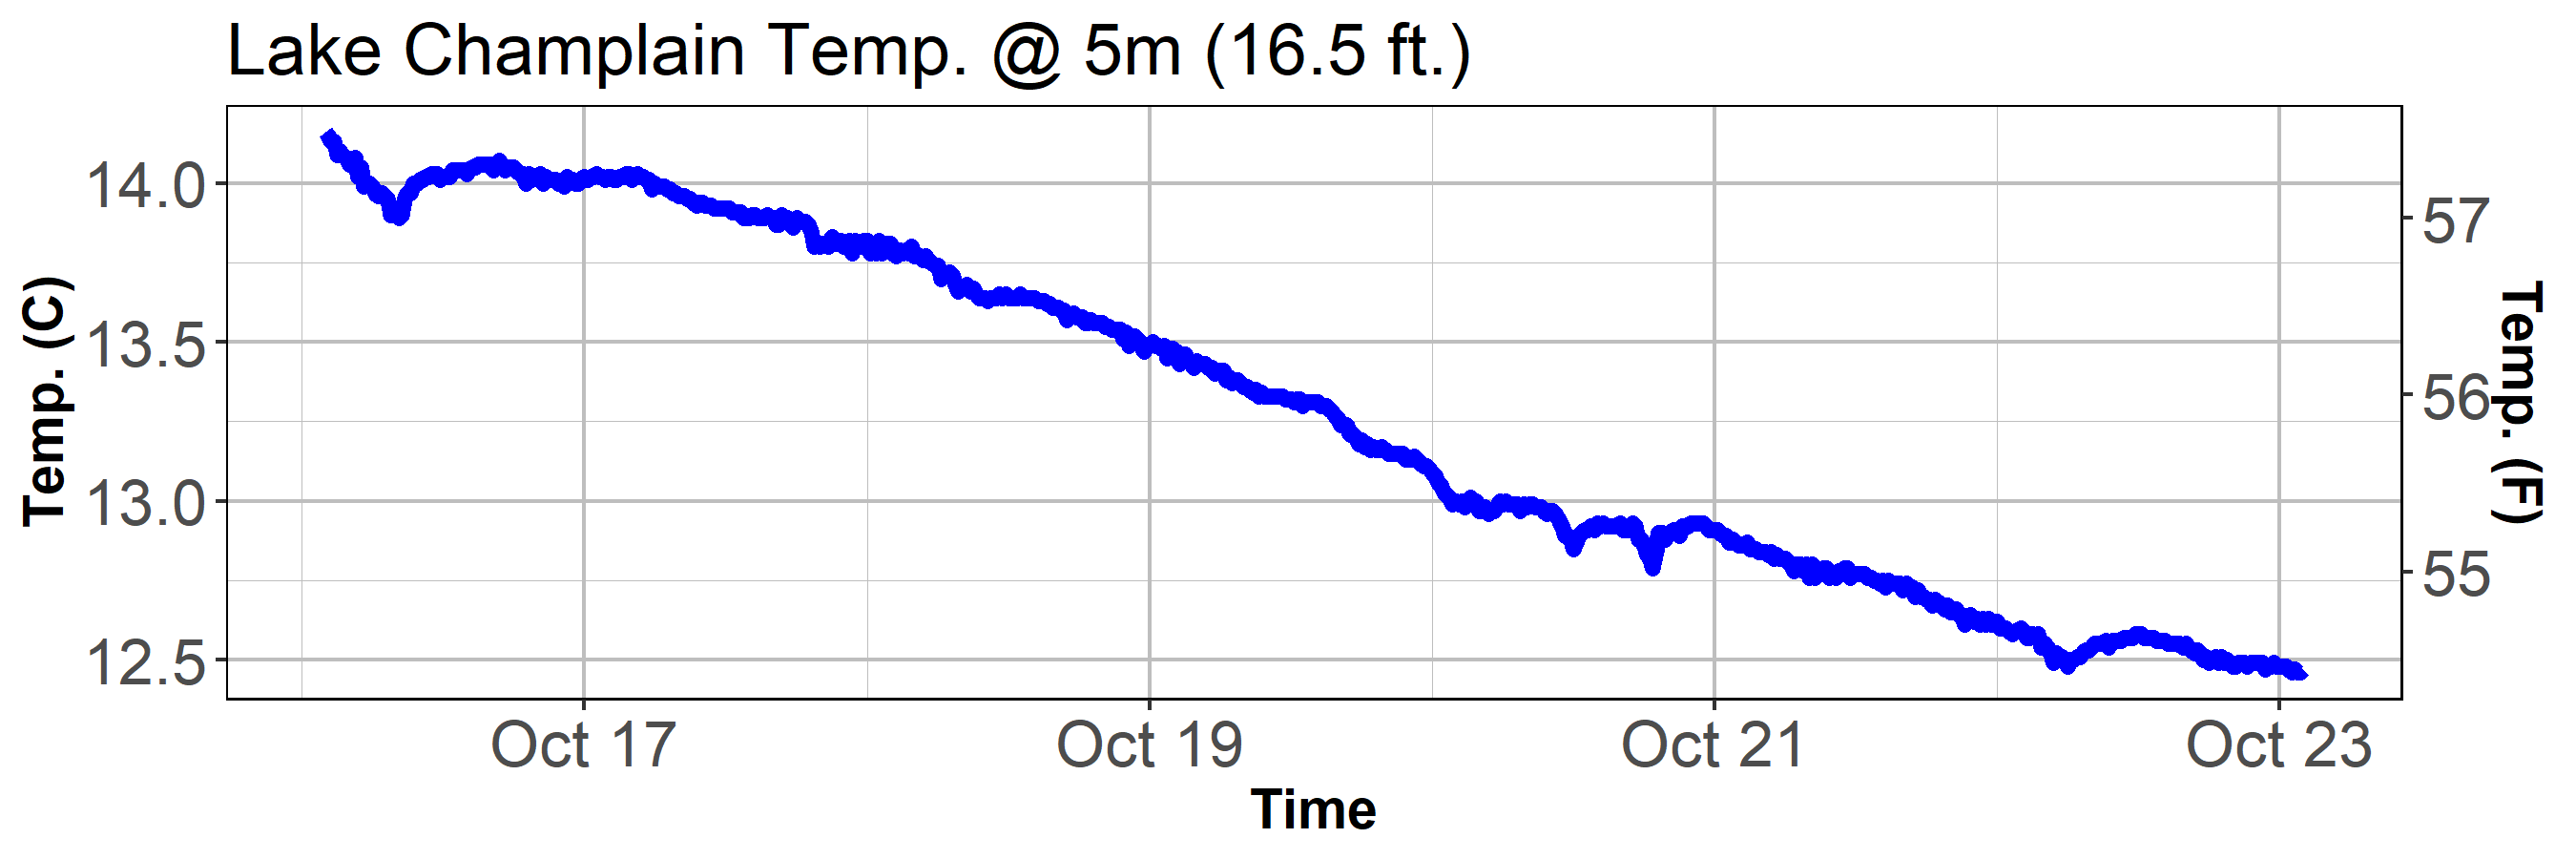 Lake Champlain Temp. @ 5m (16.5 ft.)
Temp. (C)
14.0
13.5
13.0
12.5
57
56
55
Temp. (F)
Oct 17 Oct 19 Oct 21 Oct 23
Time